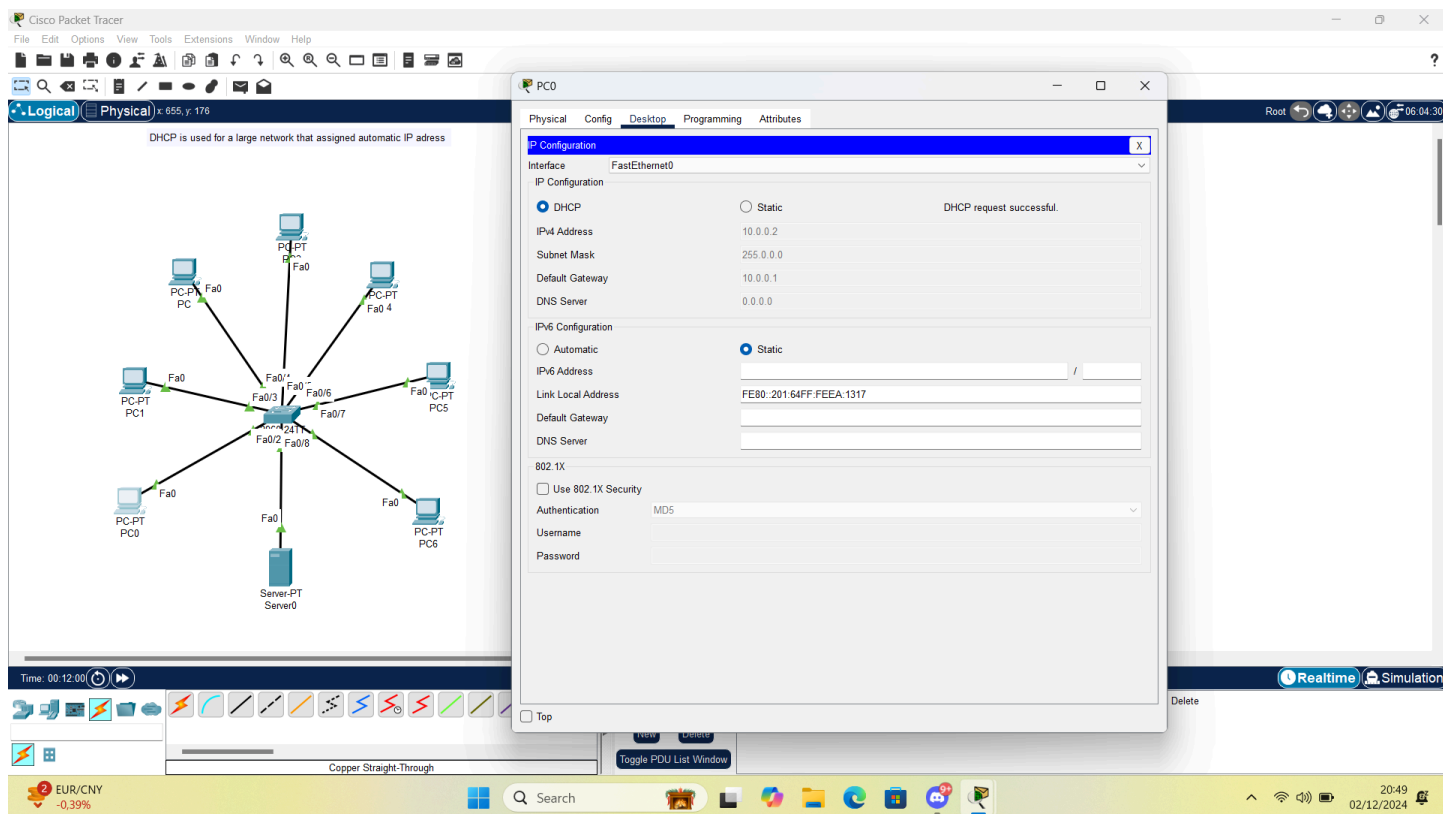 Cisco Packet Tracer
File Edit Options View Tools Extensions Window Help
?
Logical Physical x: 655, y: 176
Root 06:04:30
DHCP is used for a large network that assigned automatic IP adress
PC-PT
Fa0
PC-PT
PC
Fa0
PC-PT
4
Fa0
PC-PT
PC1
Fa0
Fa0/3
Fa0/6
Fa0/7
Fa0/2
Fa0/8
C-PT
PC5
Fa0
PC-PT
PC0
Fa0
Fa0
Server-PT
Server0
Fa0
PC-PT
PC6
PC0
Physical Config Desktop Programming Attributes
IP Configuration X
Interface FastEthernet0
IP Configuration
DHCP Static DHCP request successful.
IPv4 Address 10.0.0.2
Subnet Mask 255.0.0.0
Default Gateway 10.0.0.1
DNS Server 0.0.0.0
IPv6 Configuration
Automatic Static
IPv6 Address /
Link Local Address FE80::201:64FF:FEEA:1317
Default Gateway
DNS Server
802.1X
Use 802.1X Security
Authentication MD5
Username
Password
Top
Time: 00:12:00
Realtime Simulation
Delete
New Delete
Toggle PDU List Window
Copper Straight-Through
2
EUR/CNY
-0,39%
Search
9+
20:49
02/12/2024